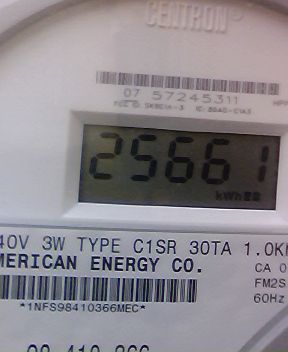 CENTRON®
07 57245311
25661
kWh
40V 3W TYPE C1SR 30TA 1.0K
MERICAN ENERGY CO.
CA 0
FM2S
*1NFS98410366MEC*
60Hz